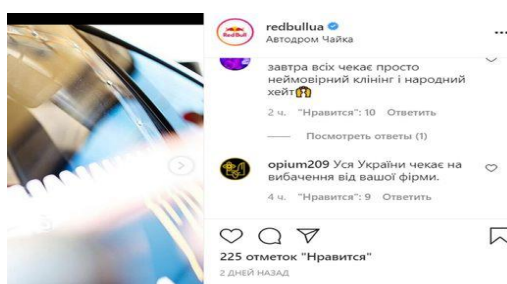 redbullua
Автодром Чайка
завтра всіх чекає просто
неймовірний клінінг і народний
хейт
2 ч. "Нравится": 10 Ответить
Посмотреть ответы (1)
opium209 Уся України чекає на
вибачення від вашої фірми.
4 ч. "Нравится": 9 Ответить
225 отметок "Нравится"
2 ДНЕЙ НАЗАД